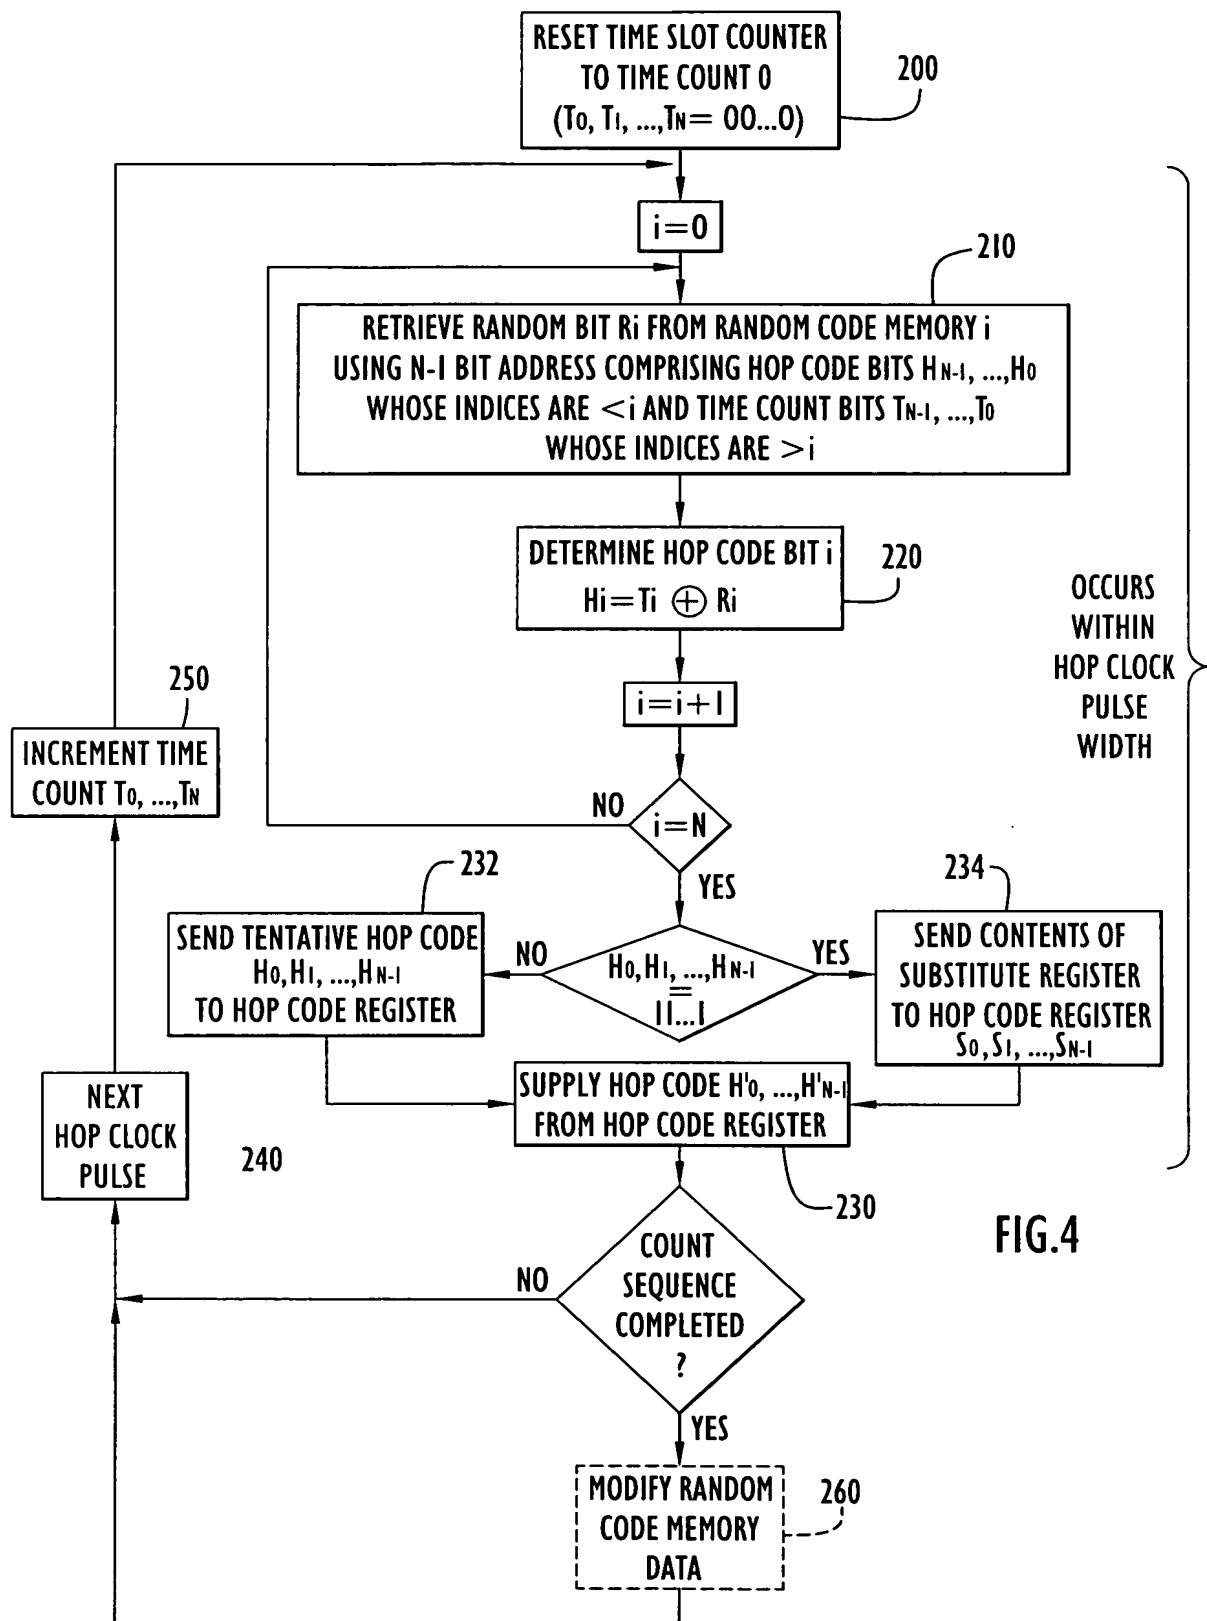 RESET TIME SLOT COUNTER
TO TIME COUNT 0
(T0, T1, ...,TN= 00...0)
200
i=0
210
RETRIEVE RANDOM BIT Ri FROM RANDOM CODE MEMORY i
USING N-1 BIT ADDRESS COMPRISING HOP CODE BITS HN-1, ...,H0
WHOSE INDICES ARE <i AND TIME COUNT BITS TN-1, ...,T0
WHOSE INDICES ARE >i
DETERMINE HOP CODE BIT i
Hi=Ti ⊕ Ri
220
OCCURS
WITHIN
HOP CLOCK
PULSE
WIDTH
i=i+1
250
INCREMENT TIME
COUNT T0, ...,TN
NO
i=N
YES
232
234
SEND TENTATIVE HOP CODE
H0,H1, ...,HN-1
TO HOP CODE REGISTER
NO
H0,H1, ...,HN-1
=
11...1
YES
SEND CONTENTS OF
SUBSTITUTE REGISTER
TO HOP CODE REGISTER
S0,S1, ...,SN-1
SUPPLY HOP CODE H'0, ...,H'N-1
FROM HOP CODE REGISTER
230
NEXT
HOP CLOCK
PULSE
240
FIG.4
COUNT
SEQUENCE
COMPLETED
?
NO
YES
MODIFY RANDOM
CODE MEMORY
DATA
260